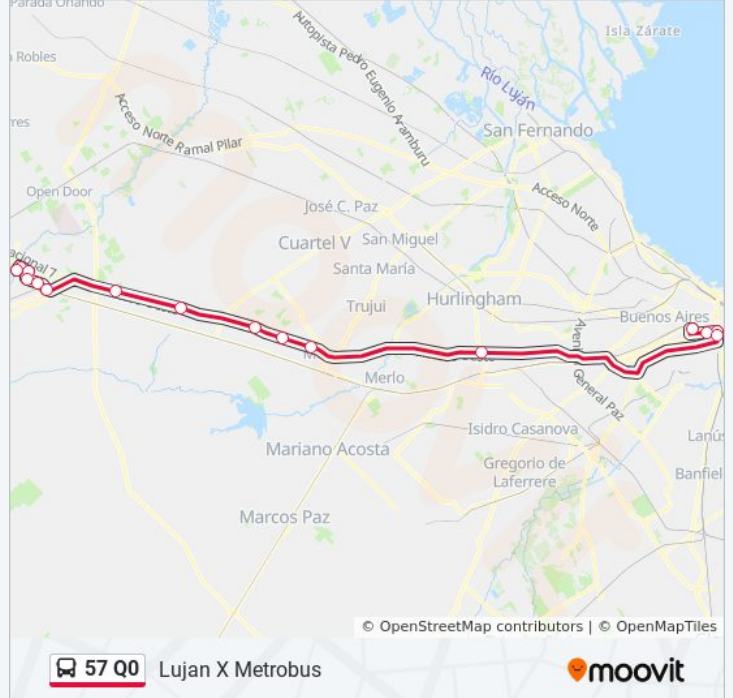 Parada Orlando
Isla Zárate
Robles
Autopista Pedro Eugenio Aramburu
Río Luján
Acceso Norte Ramal Pilar
San Fernando
Open Door
Acceso Norte
José C. Paz
Cuartel V
San Miguel
acional 7
Santa María
Trujui
Hurlingham
Buenos Aires
Merlo
General Paz
Isidro Casanova
Mariano Acosta
Gregorio de
Laferrere
Lanús
Banfiel
Marcos Paz
© OpenStreetMap contributors | © OpenMapTiles
57 Q0 Lujan X Metrobus
moovit